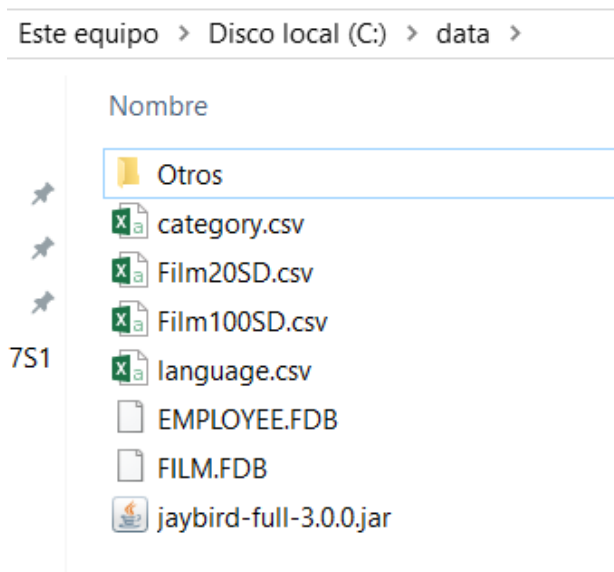 Este equipo > Disco local (C:) > data >
Nombre
Otros
category.csv
Film20SD.csv
Film100SD.csv
7S1
language.csv
EMPLOYEE.FDB
FILM.FDB
jaybird-full-3.0.0.jar